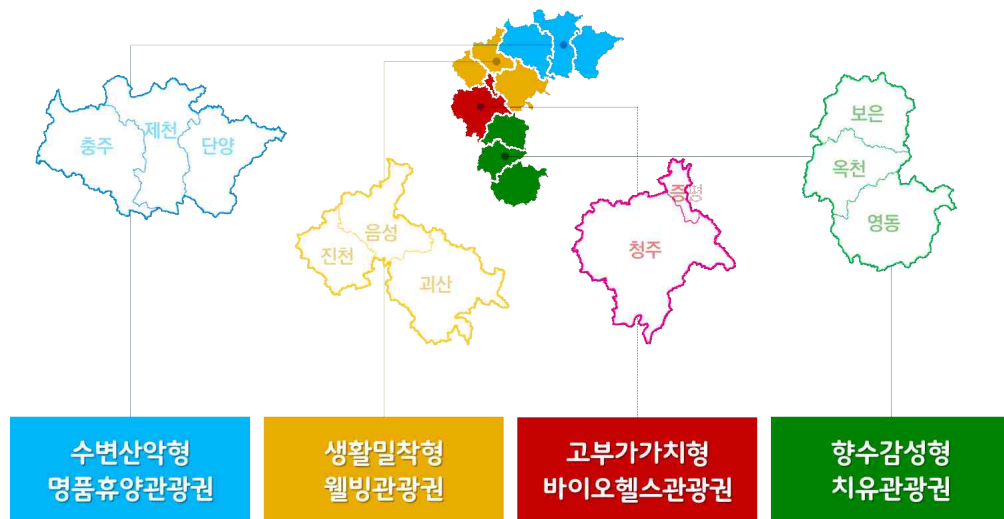 제천
충주
단양
음성
진천
괴산
증평
청주
보은
옥천
영동
수변산악형
명품휴양관광권
생활밀착형
웰빙관광권
고부가가치형
바이오헬스관광권
향수감성형
치유관광권